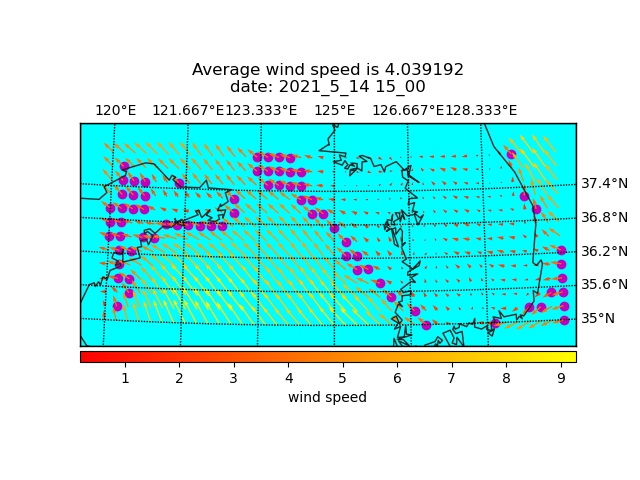 Average wind speed is 4.039192
date: 2021_5_14 15_00
120°E 121.667°E 123.333°E 125°E 126.667°E 128.333°E
37.4°N
36.8°N
36.2°N
35.6°N
35°N
1 2 3 4 5 6 7 8 9
wind speed